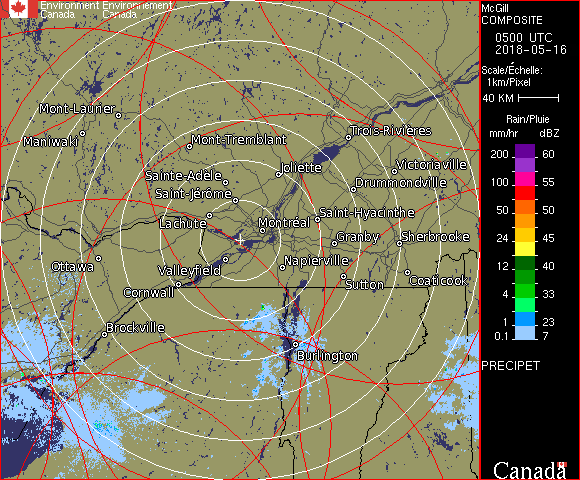 Environment Environnement
Canada Canada
McGill
COMPOSITE
0500 UTC
2018-05-16
Scale/Échelle:
1km/Pixel
40 KM
Rain/Pluie
mm/hr dBZ
200 60
100 55
50 50
24 45
12 40
4 33
1 23
0.1 7
PRECIPET
Canada
Mont-Laurier
Maniwaki
Mont-Tremblant
Trois-Rivières
Sainte-Adèle
Joliette
Victoriaville
Saint-Jérôme
Drummondville
Lachute
Montréal
Saint-Hyacinthe
Granby
Sherbrooke
Ottawa
Valleyfield
Napierville
Cornwall
Sutton
Coaticook
Brockville
Burlington